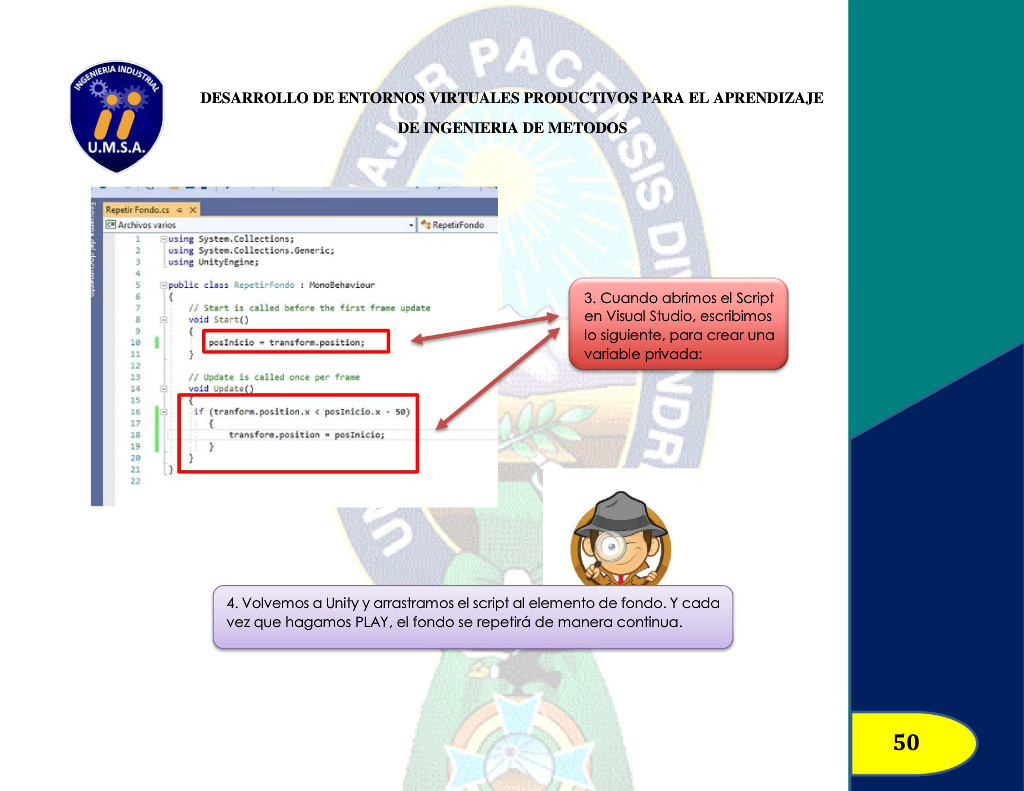 INGENIERIA INDUSTRIAL
U.M.S.A.
DESARROLLO DE ENTORNOS VIRTUALES PRODUCTIVOS PARA EL APRENDIZAJE
DE INGENIERIA DE METODOS
Repetir Fondo.cs
Archivos varios
RepetirFondo
1 using System.Collections;
2 using System.Collections.Generic;
3 using UnityEngine;
4
5 public class RepetirFondo : MonoBehaviour
6 {
7 // Start is called before the first frame update
8 void Start()
9 {
10 posInicio = transform.position;
11 }
12
13 // Update is called once per frame
14 void Update()
15 {
16 if (tranform.position.x < posInicio.x - 50)
17 {
18 transform.position = posInicio;
19 }
20 }
21 }
22
3. Cuando abrimos el Script
en Visual Studio, escribimos
lo siguiente, para crear una
variable privada:
4. Volvemos a Unity y arrastramos el script al elemento de fondo. Y cada
vez que hagamos PLAY, el fondo se repetirá de manera continua.
50